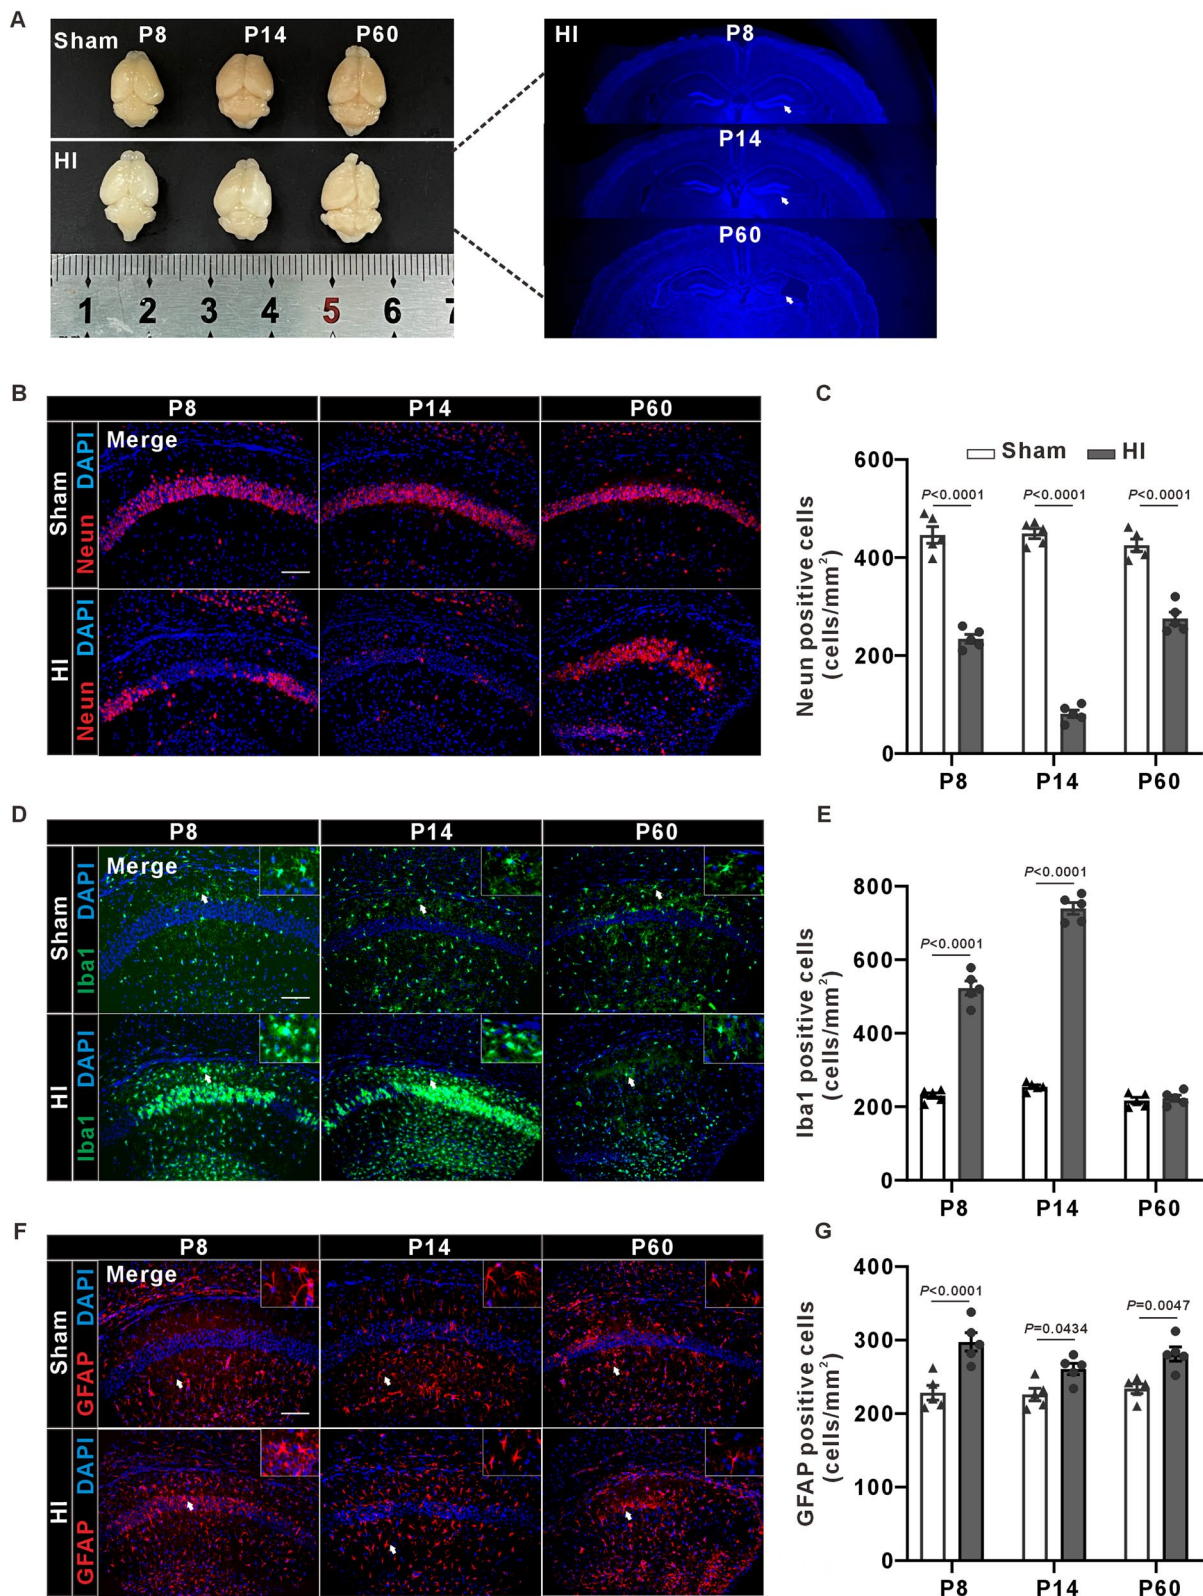 A
Sham P8 P14 P60
HI
1 2 3 4 5 6 7
HI P8
P14
P60
B
P8 P14 P60
Merge
Sham
Neun DAPI
HI
Neun DAPI
C
Sham HI
Neun positive cells
(cells/mm²)
600
400
200
0
P<0.0001 P<0.0001 P<0.0001
P8 P14 P60
D
P8 P14 P60
Merge
Sham
Iba1 DAPI
HI
Iba1 DAPI
E
Iba1 positive cells
(cells/mm²)
800
600
400
200
0
P<0.0001
P<0.0001
P8 P14 P60
F
P8 P14 P60
Merge
Sham
GFAP DAPI
HI
GFAP DAPI
G
GFAP positive cells
(cells/mm²)
400
300
200
100
0
P<0.0001
P=0.0434
P=0.0047
P8 P14 P60